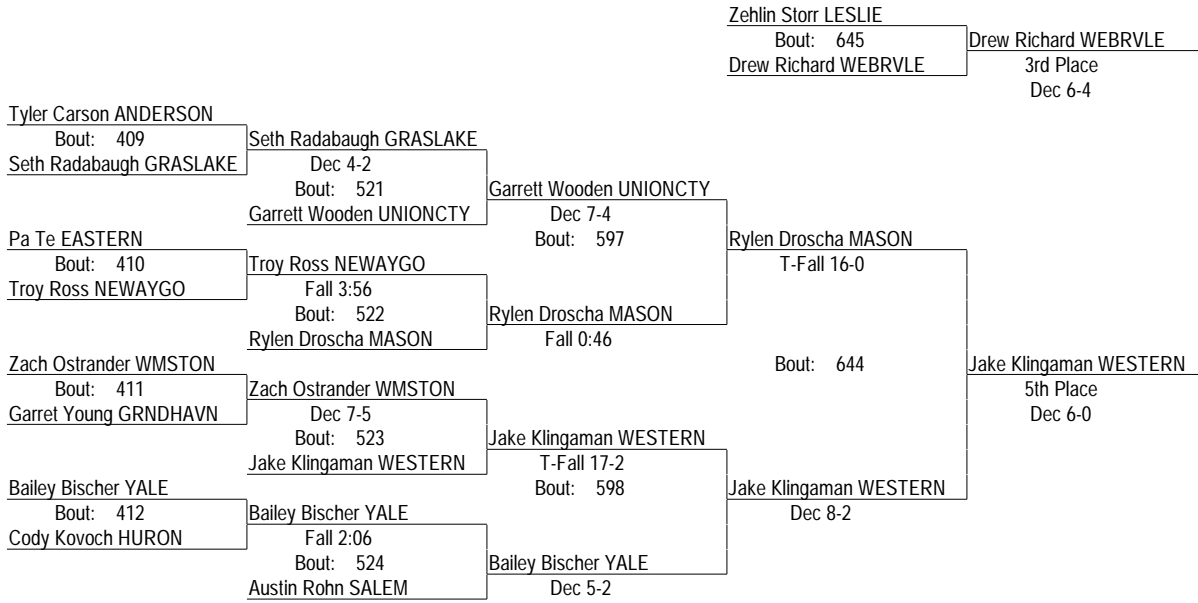 Zehlin Storr LESLIE
Bout: 645
Drew Richard WEBRVLE
Drew Richard WEBRVLE
3rd Place
Dec 6-4
Tyler Carson ANDERSON
Bout: 409
Seth Radabaugh GRASLAKE
Seth Radabaugh GRASLAKE
Dec 4-2
Bout: 521
Garrett Wooden UNIONCTY
Garrett Wooden UNIONCTY
Dec 7-4
Bout: 597
Pa Te EASTERN
Bout: 410
Troy Ross NEWAYGO
Troy Ross NEWAYGO
Fall 3:56
Bout: 522
Rylen Droscha MASON
Rylen Droscha MASON
Fall 0:46
Rylen Droscha MASON
T-Fall 16-0
Bout: 644
Zach Ostrander WMSTON
Bout: 411
Garret Young GRNDHAVN
Zach Ostrander WMSTON
Dec 7-5
Bout: 523
Jake Klingaman WESTERN
Jake Klingaman WESTERN
T-Fall 17-2
Bout: 598
Bailey Bischer YALE
Bout: 412
Cody Kovoch HURON
Bailey Bischer YALE
Fall 2:06
Bout: 524
Austin Rohn SALEM
Bailey Bischer YALE
Dec 5-2
Jake Klingaman WESTERN
Dec 8-2
Jake Klingaman WESTERN
5th Place
Dec 6-0